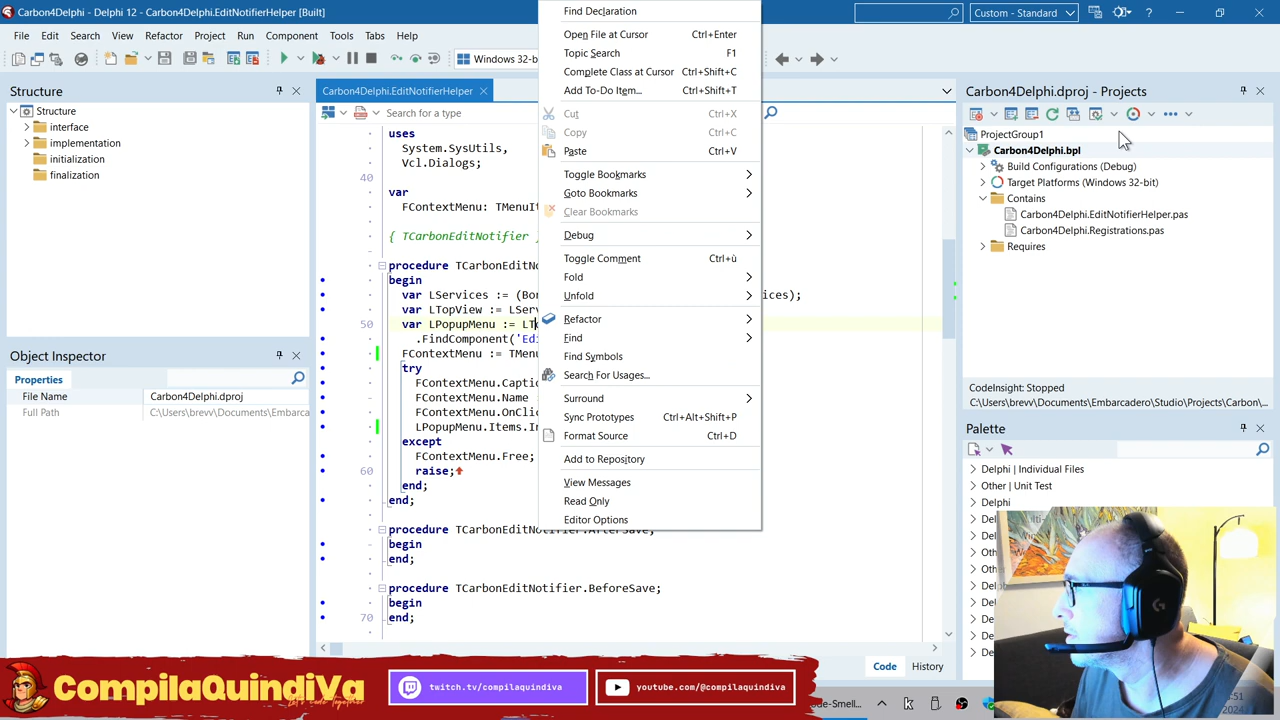 Carbon4Delphi - Delphi 12 - Carbon4Delphi.EditNotifierHelper [Built]
Custom
File Edit Search View Refactor Project Run Component Tools Tabs Help
Windows 32-b
Structure
Structure
interface
implementation
initialization
finalization
Object Inspector
Properties
File Name Carbon4Delphi.dproj
Full Path C:\Users\brevv\Documents\Embarcade
Carbon4Delphi.EditNotifierHelper
Search for a type
uses
System.SysUtils,
Vcl.Dialogs;
40
var
FContextMenu: TMenuIt
{ TCarbonEditNotifier }
procedure TCarbonEditNo
begin
var LServices := (Bor ices);
var LTopView := LServ
50 var LPopupMenu := LT
.FindComponent('Edi
FContextMenu := TMenu
try
FContextMenu.Captio
FContextMenu.Name :
FContextMenu.OnClic
LPopupMenu.Items.In
except
FContextMenu.Free;
60 raise;
end;
end;
procedure TCarbonEditNotifier.AfterSave;
begin
end;
procedure TCarbonEditNotifier.BeforeSave;
begin
70 end;
Code History
Find Declaration
Open File at Cursor Ctrl+Enter
Topic Search F1
Complete Class at Cursor Ctrl+Shift+C
Add To-Do Item... Ctrl+Shift+T
Cut Ctrl+X
Copy Ctrl+C
Paste Ctrl+V
Toggle Bookmarks
Goto Bookmarks
Clear Bookmarks
Debug
Toggle Comment Ctrl+ù
Fold
Unfold
Refactor
Find
Find Symbols
Search For Usages...
Surround
Sync Prototypes Ctrl+Alt+Shift+P
Format Source Ctrl+D
Add to Repository
View Messages
Read Only
Editor Options
Carbon4Delphi.dproj - Projects
ProjectGroup1
Carbon4Delphi.bpl
Build Configurations (Debug)
Target Platforms (Windows 32-bit)
Contains
Carbon4Delphi.EditNotifierHelper.pas
Carbon4Delphi.Registrations.pas
Requires
CodeInsight: Stopped
C:\Users\brevv\Documents\Embarcadero\Studio\Projects\Carbon...
Palette
Delphi | Individual Files
Other | Unit Test
Delphi
CompilaQuindiVa
Let's code Together
twitch.tv/compilaquindiva
youtube.com/@compilaquindiva